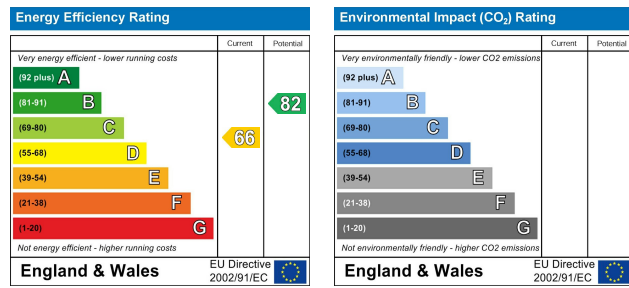 Energy Efficiency Rating
Current Potential
Very energy efficient - lower running costs
(92 plus) A
(81-91) B
82
(69-80) C
66
(55-68) D
(39-54) E
(21-38) F
(1-20) G
Not energy efficient - higher running costs
England & Wales
EU Directive
2002/91/EC
Environmental Impact (CO₂) Rating
Current Potential
Very environmentally friendly - lower CO2 emissions
(92 plus) A
(81-91) B
(69-80) C
(55-68) D
(39-54) E
(21-38) F
(1-20) G
Not environmentally friendly - higher CO2 emissions
England & Wales
EU Directive
2002/91/EC